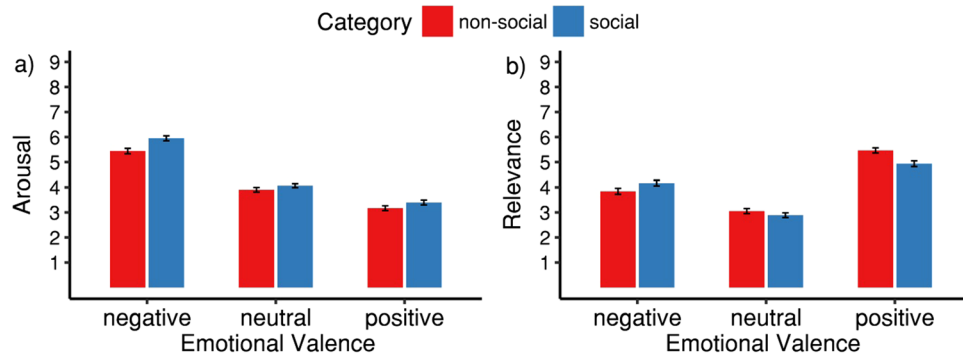 Category non-social social
a)
9
8
7
6
5
4
3
2
1
Arousal
negative neutral positive
Emotional Valence
b)
9
8
7
6
5
4
3
2
1
Relevance
negative neutral positive
Emotional Valence